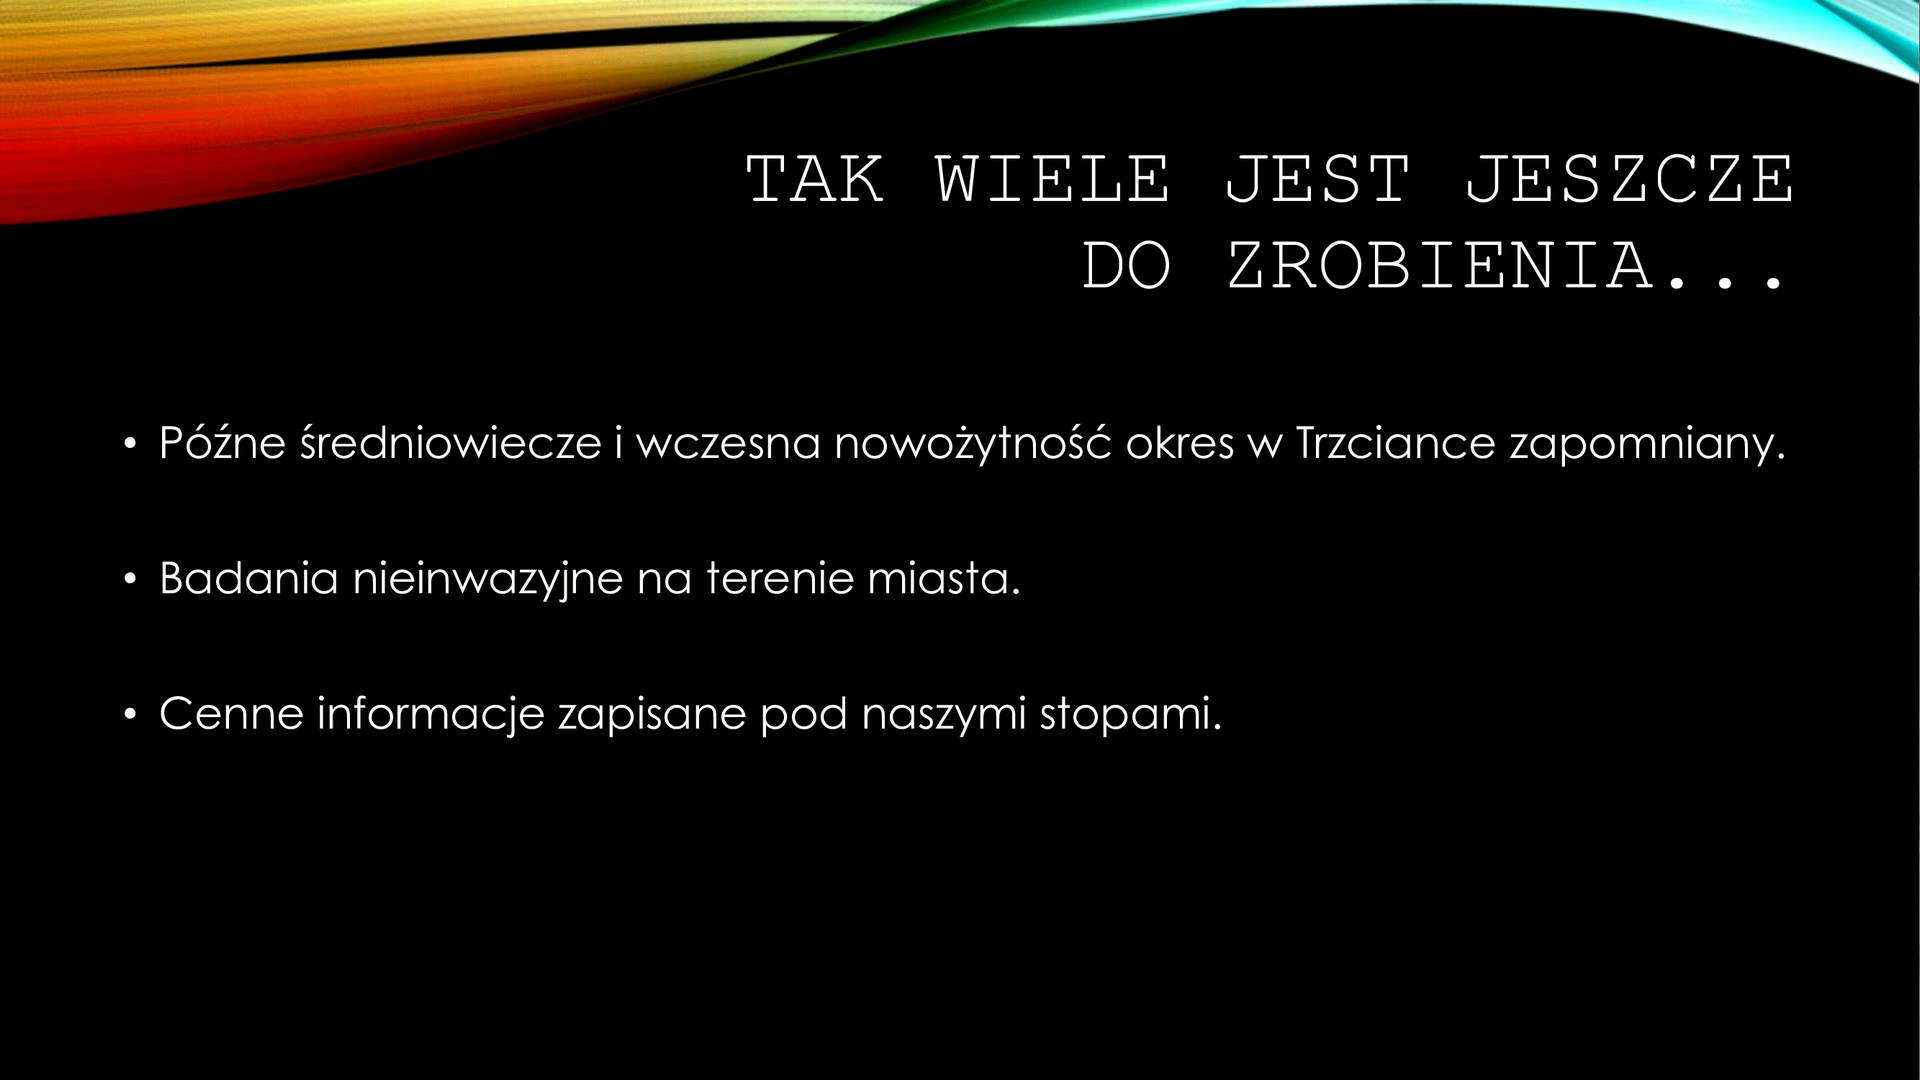 TAK WIELE JEST JESZCZE
DO ZROBIENIA...
• Późne średniowiecze i wczesna nowożytność okres w Trzciance zapomniany.
• Badania nieinwazyjne na terenie miasta.
• Cenne informacje zapisane pod naszymi stopami.